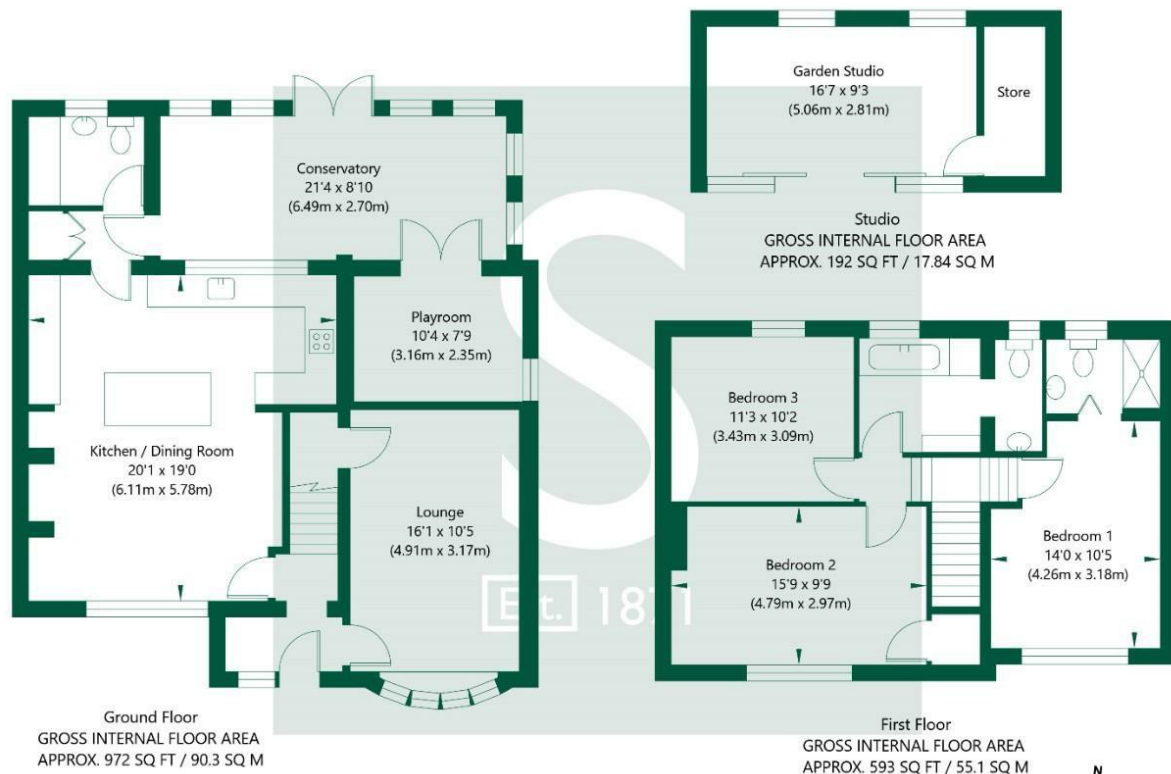 Garden Studio
16'7 x 9'3
(5.06m x 2.81m)
Store
Studio
GROSS INTERNAL FLOOR AREA
APPROX. 192 SQ FT / 17.84 SQ M
Conservatory
21'4 x 8'10
(6.49m x 2.70m)
Playroom
10'4 x 7'9
(3.16m x 2.35m)
Kitchen / Dining Room
20'1 x 19'0
(6.11m x 5.78m)
Lounge
16'1 x 10'5
(4.91m x 3.17m)
Ground Floor
GROSS INTERNAL FLOOR AREA
APPROX. 972 SQ FT / 90.3 SQ M
Bedroom 3
11'3 x 10'2
(3.43m x 3.09m)
Bedroom 2
15'9 x 9'9
(4.79m x 2.97m)
Bedroom 1
14'0 x 10'5
(4.26m x 3.18m)
First Floor
GROSS INTERNAL FLOOR AREA
APPROX. 593 SQ FT / 55.1 SQ M
S
Est. 1871
N